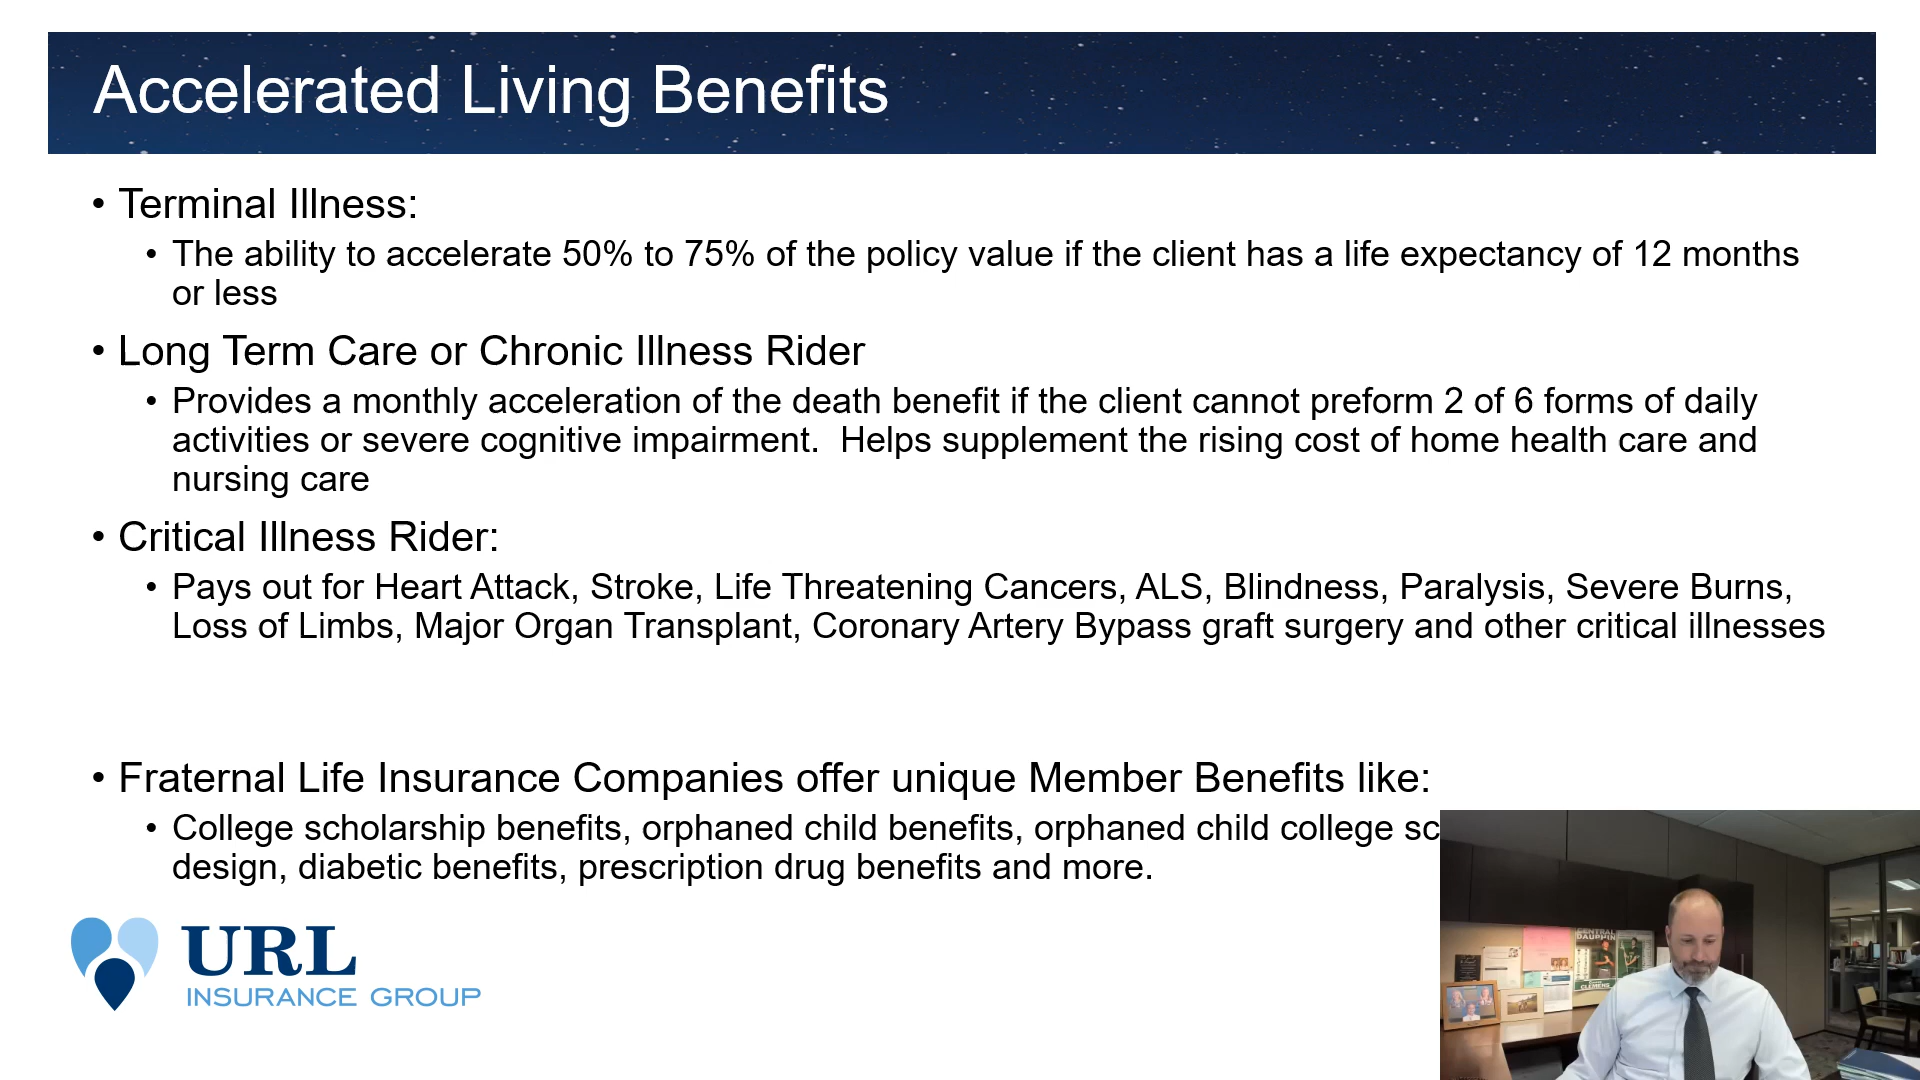 Accelerated Living Benefits
• Terminal Illness:
• The ability to accelerate 50% to 75% of the policy value if the client has a life expectancy of 12 months
or less
• Long Term Care or Chronic Illness Rider
• Provides a monthly acceleration of the death benefit if the client cannot preform 2 of 6 forms of daily
activities or severe cognitive impairment.  Helps supplement the rising cost of home health care and
nursing care
• Critical Illness Rider:
• Pays out for Heart Attack, Stroke, Life Threatening Cancers, ALS, Blindness, Paralysis, Severe Burns,
Loss of Limbs, Major Organ Transplant, Coronary Artery Bypass graft surgery and other critical illnesses
• Fraternal Life Insurance Companies offer unique Member Benefits like:
• College scholarship benefits, orphaned child benefits, orphaned child college sc
design, diabetic benefits, prescription drug benefits and more.
URL
INSURANCE GROUP
CENTRAL
DAUPHIN
CLEMENS